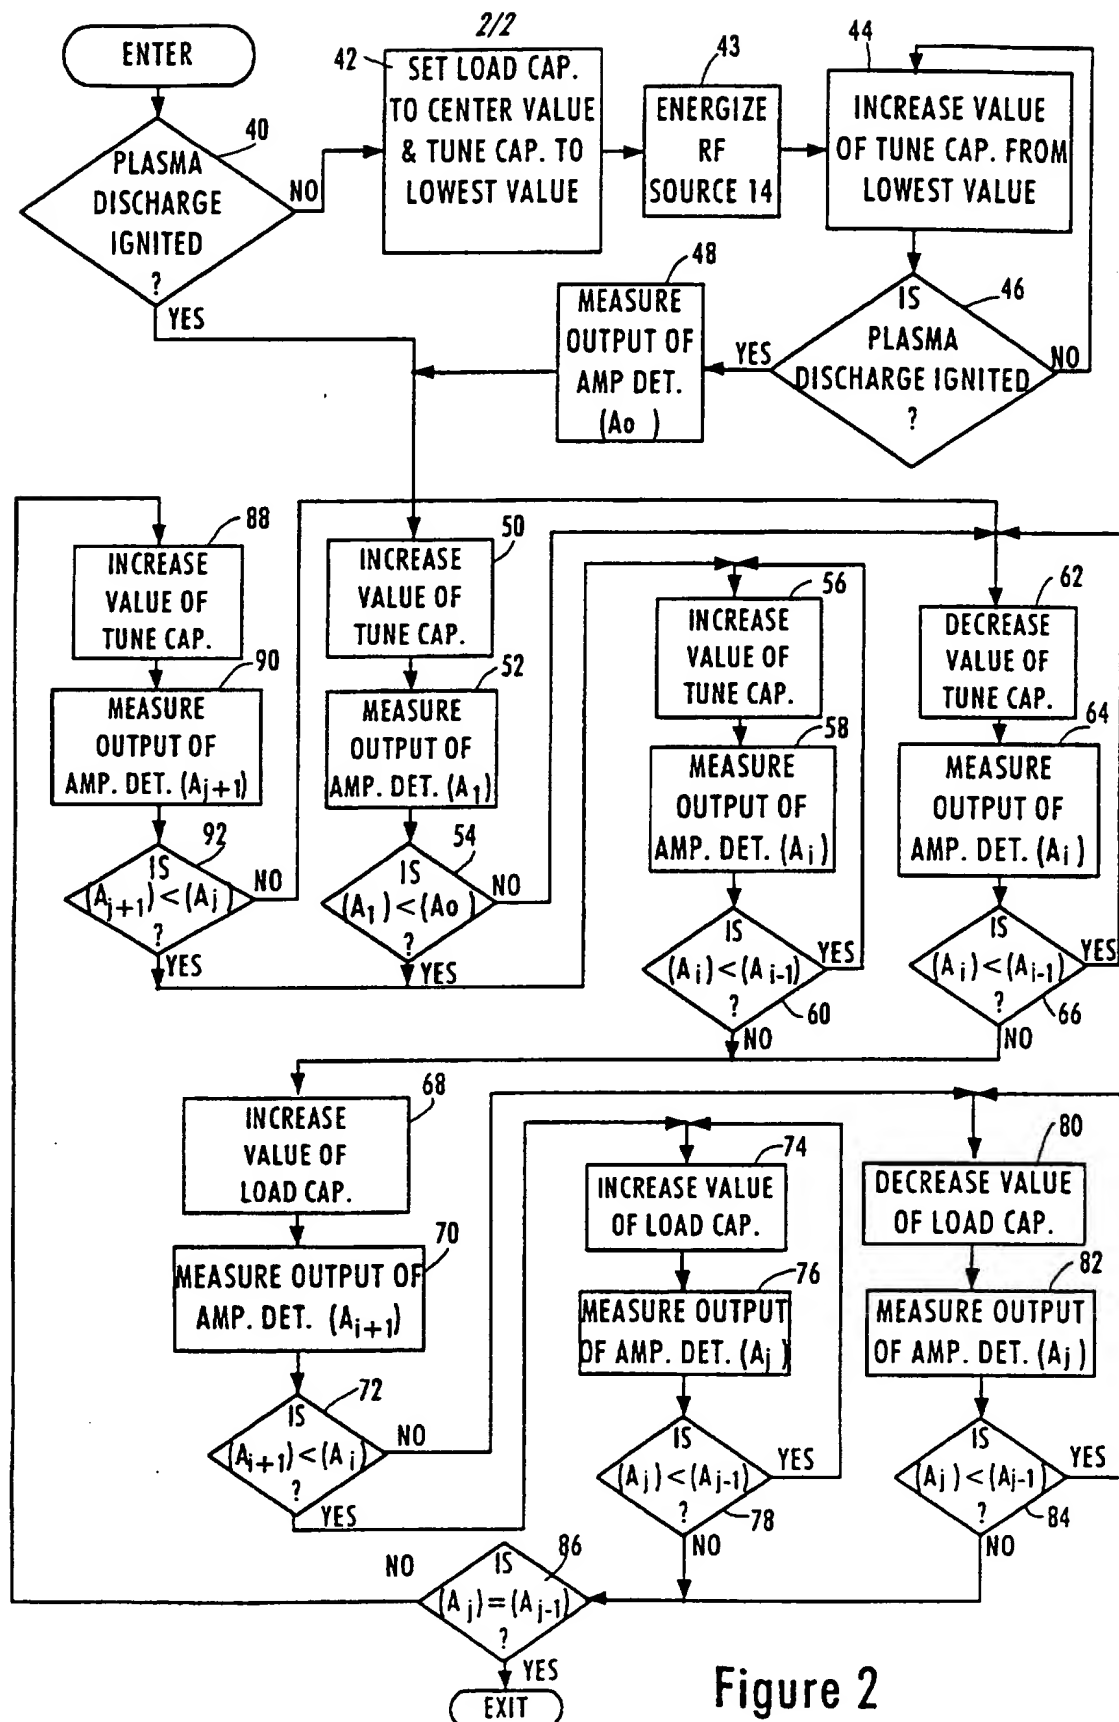 2/2
ENTER
40
PLASMA
DISCHARGE
IGNITED
?
NO
YES
42
SET LOAD CAP.
TO CENTER VALUE
& TUNE CAP. TO
LOWEST VALUE
43
ENERGIZE
RF
SOURCE 14
44
INCREASE VALUE
OF TUNE CAP. FROM
LOWEST VALUE
46
IS
PLASMA
DISCHARGE IGNITED
?
NO
YES
48
MEASURE
OUTPUT OF
AMP DET.
(Ao )
88
INCREASE
VALUE OF
TUNE CAP.
90
MEASURE
OUTPUT OF
AMP. DET. (Aj+1)
92
IS
(Aj+1) < (Aj)
?
NO
YES
50
INCREASE
VALUE OF
TUNE CAP.
52
MEASURE
OUTPUT OF
AMP. DET. (A1)
54
IS
(A1) < (Ao )
?
NO
YES
56
INCREASE
VALUE OF
TUNE CAP.
58
MEASURE
OUTPUT OF
AMP. DET. (Ai)
IS
(Ai) < (Ai-1)
?
YES
60
NO
62
DECREASE
VALUE OF
TUNE CAP.
64
MEASURE
OUTPUT OF
AMP. DET. (Ai)
IS
(Ai) < (Ai-1)
?
YES
66
NO
68
INCREASE
VALUE OF
LOAD CAP.
70
MEASURE OUTPUT OF
AMP. DET. (Ai+1)
72
IS
(Ai+1) < (Ai)
?
NO
YES
74
INCREASE VALUE
OF LOAD CAP.
76
MEASURE OUTPUT
OF AMP. DET. (Aj)
IS
(Aj) < (Aj-1)
?
YES
78
NO
80
DECREASE VALUE
OF LOAD CAP.
82
MEASURE OUTPUT
OF AMP. DET. (Aj)
IS
(Aj) < (Aj-1)
?
YES
84
NO
86
IS
(Aj) = (Aj-1)
?
NO
YES
EXIT
Figure 2